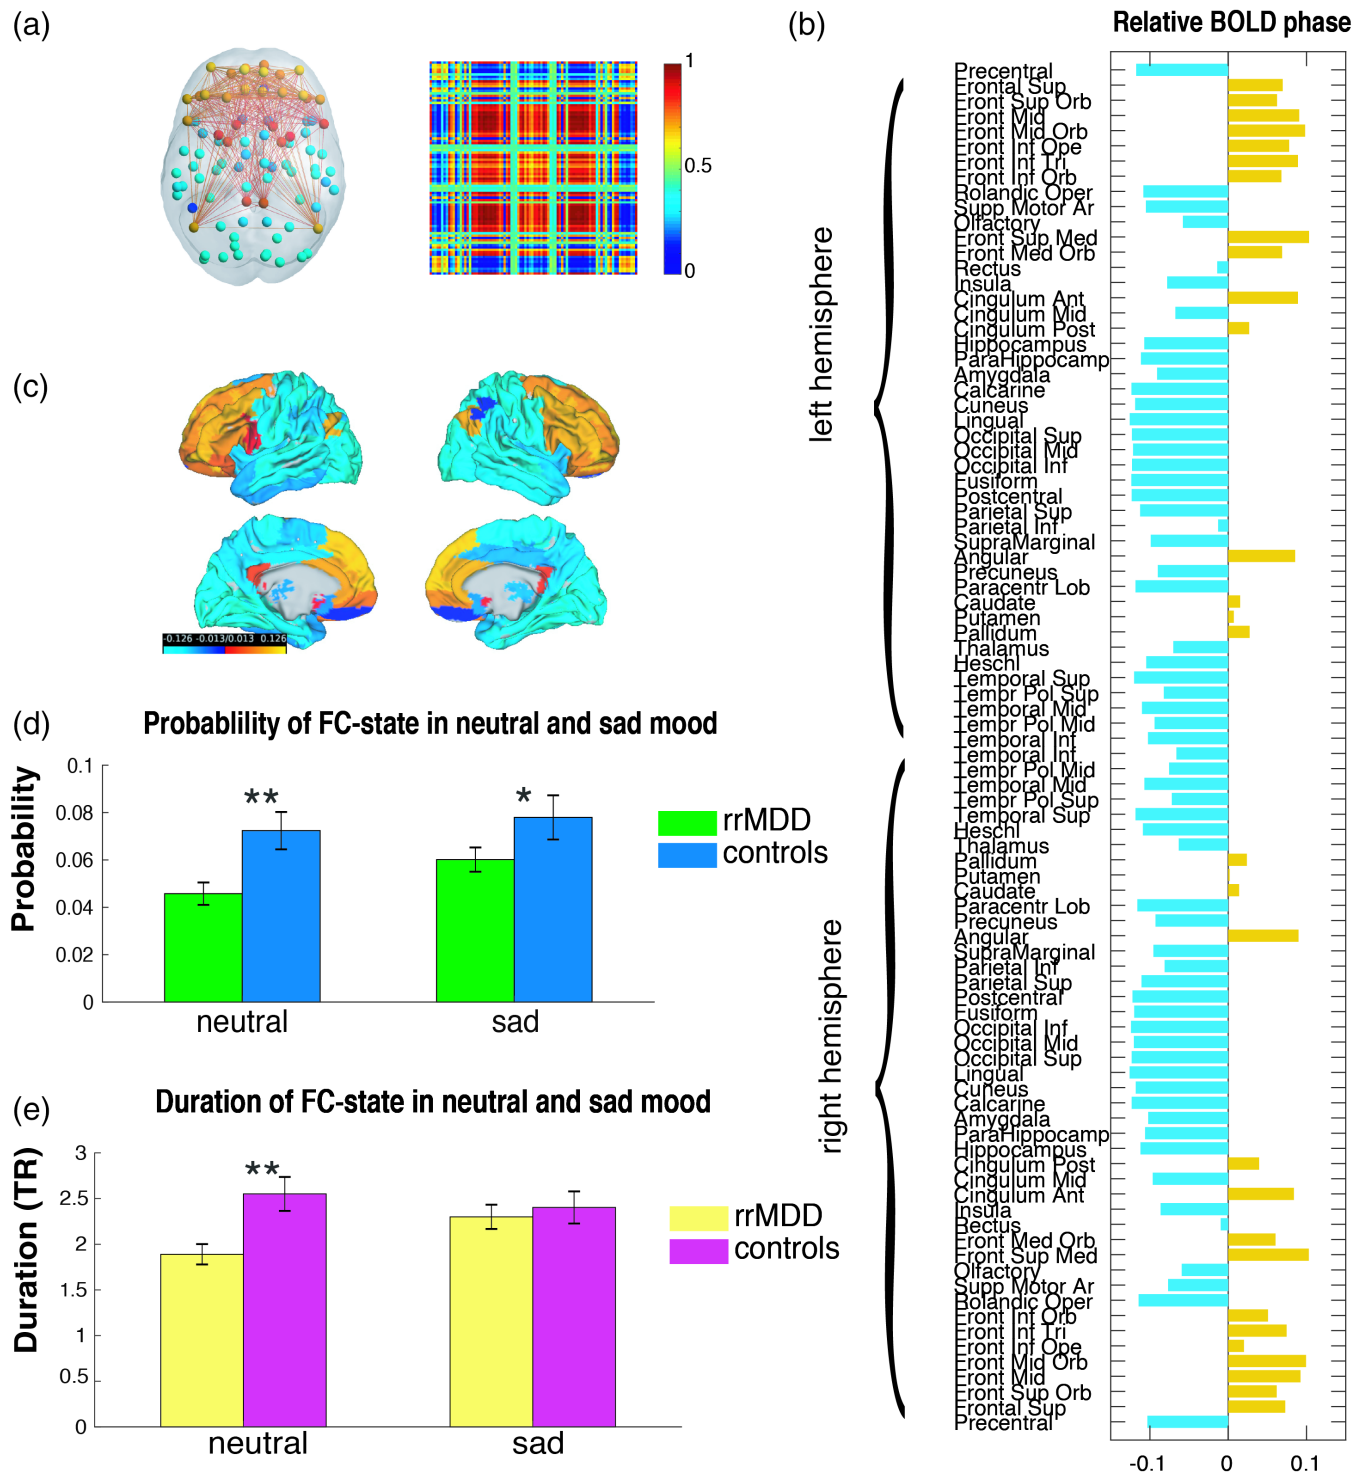 (a)
1
0.5
0
(b)
Relative BOLD phase
left hemisphere
right hemisphere
Precentral
Frontal Sup
Front Sup Orb
Front Mid
Front Mid Orb
Front Inf Ope
Front Inf Tri
Front Inf Orb
Rolandic Oper
Supp Motor Ar
Olfactory
Front Sup Med
Front Med Orb
Rectus
Insula
Cingulum Ant
Cingulum Mid
Cingulum Post
Hippocampus
ParaHippocamp
Amygdala
Calcarine
Cuneus
Lingual
Occipital Sup
Occipital Mid
Occipital Inf
Fusiform
Postcentral
Parietal Sup
Parietal Inf
SupraMarginal
Angular
Precuneus
Paracentr Lob
Caudate
Putamen
Pallidum
Thalamus
Heschl
Temporal Sup
Tembr Pol Sup
Temporal Mid
Tembr Pol Mid
Temporal Inf
Temporal Inf
Tembr Pol Mid
Temporal Mid
Tembr Pol Sup
Temporal Sup
Heschl
Thalamus
Pallidum
Putamen
Caudate
Paracentr Lob
Precuneus
Angular
SupraMarginal
Parietal Inf
Parietal Sup
Postcentral
Fusiform
Occipital Inf
Occipital Mid
Occipital Sup
Lingual
Cuneus
Calcarine
Amygdala
ParaHippocamp
Hippocampus
Cingulum Post
Cingulum Mid
Cingulum Ant
Insula
Rectus
Front Med Orb
Front Sup Med
Olfactory
Supp Motor Ar
Rolandic Oper
Front Inf Orb
Front Inf Tri
Front Inf Ope
Front Mid Orb
Front Mid
Front Sup Orb
Frontal Sup
Precentral
-0.1 0 0.1
(c)
-0.126 -0.013/0.013 0.126
(d)
Probablility of FC-state in neutral and sad mood
Probability
0.1
0.08
0.06
0.04
0.02
0
**
*
rrMDD
controls
neutral sad
(e)
Duration of FC-state in neutral and sad mood
Duration (TR)
3
2.5
2
1.5
1
0.5
0
**
rrMDD
controls
neutral sad